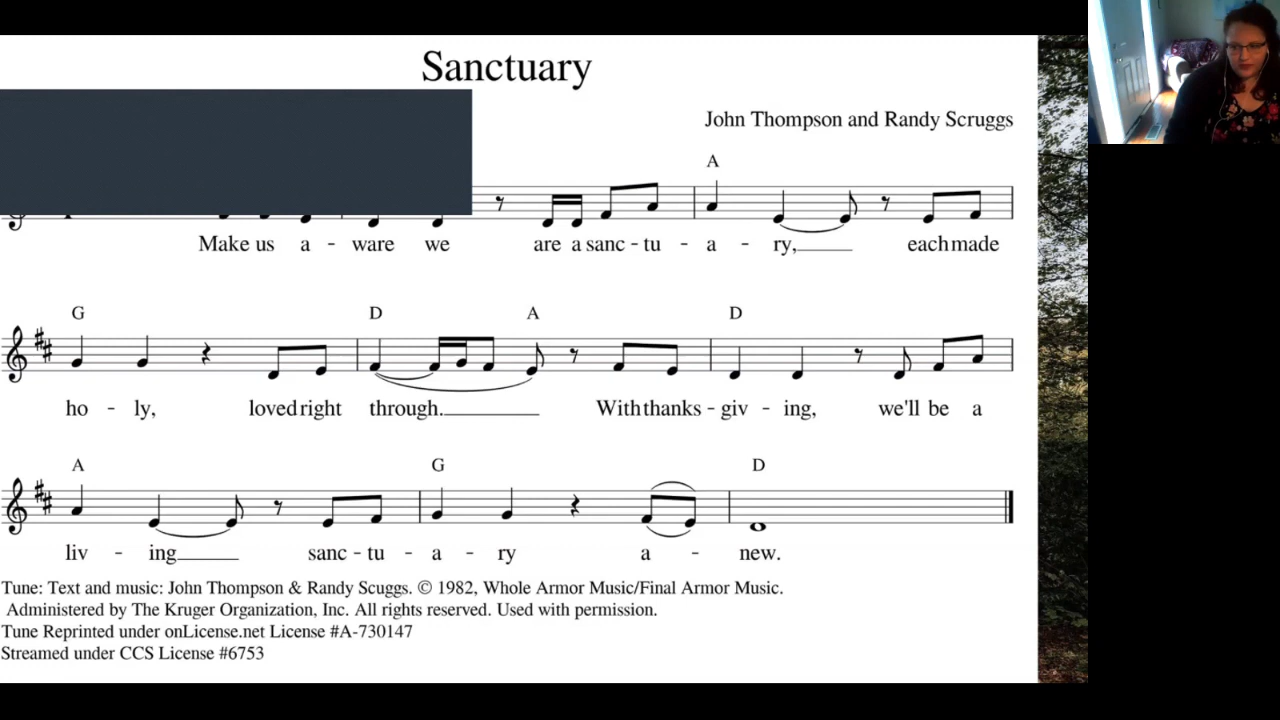 Sanctuary
John Thompson and Randy Scruggs
A
Make us a - ware we are a sanc - tu - a - ry, each made
G D A D
ho - ly, loved right through. With thanks - giv - ing, we'll be a
A G D
liv - ing sanc - tu - a - ry a - new.
Tune: Text and music: John Thompson & Randy Scuggs. © 1982, Whole Armor Music/Final Armor Music.
Administered by The Kruger Organization, Inc. All rights reserved. Used with permission.
Tune Reprinted under onLicense.net License #A-730147
Streamed under CCS License #6753